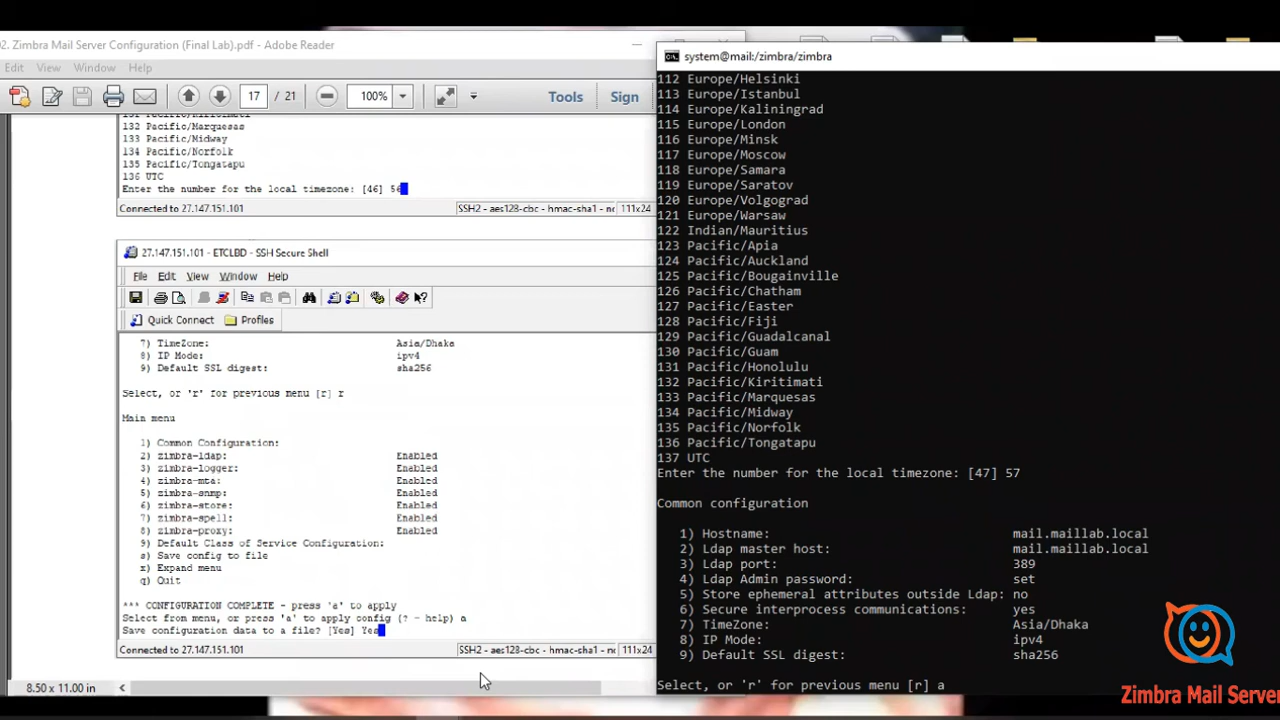 02. Zimbra Mail Server Configuration (Final Lab).pdf - Adobe Reader
Edit View Window Help
17 / 21 100% Tools Sign
132 Pacific/Marquesas
133 Pacific/Midway
134 Pacific/Norfolk
135 Pacific/Tongatapu
136 UTC
Enter the number for the local timezone: [46] 56
Connected to 27.147.151.101 SSH2 - aes128-cbc - hmac-sha1 - nc 111x24
27.147.151.101 - ETCLBD - SSH Secure Shell
File Edit View Window Help
Quick Connect Profiles
7) TimeZone: Asia/Dhaka
8) IP Mode: ipv4
9) Default SSL digest: sha256
Select, or 'r' for previous menu [r] r
Main menu
1) Common Configuration:
2) zimbra-ldap: Enabled
3) zimbra-logger: Enabled
4) zimbra-mta: Enabled
5) zimbra-snmp: Enabled
6) zimbra-store: Enabled
7) zimbra-spell: Enabled
8) zimbra-proxy: Enabled
9) Default Class of Service Configuration:
s) Save config to file
x) Expand menu
q) Quit
*** CONFIGURATION COMPLETE - press 'a' to apply
Select from menu, or press 'a' to apply config (? - help) a
Save configuration data to a file? [Yes] Yes
Connected to 27.147.151.101 SSH2 - aes128-cbc - hmac-sha1 - nc 111x24
8.50 x 11.00 in
system@mail:/zimbra/zimbra
112 Europe/Helsinki
113 Europe/Istanbul
114 Europe/Kaliningrad
115 Europe/London
116 Europe/Minsk
117 Europe/Moscow
118 Europe/Samara
119 Europe/Saratov
120 Europe/Volgograd
121 Europe/Warsaw
122 Indian/Mauritius
123 Pacific/Apia
124 Pacific/Auckland
125 Pacific/Bougainville
126 Pacific/Chatham
127 Pacific/Easter
128 Pacific/Fiji
129 Pacific/Guadalcanal
130 Pacific/Guam
131 Pacific/Honolulu
132 Pacific/Kiritimati
133 Pacific/Marquesas
134 Pacific/Midway
135 Pacific/Norfolk
136 Pacific/Tongatapu
137 UTC
Enter the number for the local timezone: [47] 57
Common configuration
1) Hostname: mail.maillab.local
2) Ldap master host: mail.maillab.local
3) Ldap port: 389
4) Ldap Admin password: set
5) Store ephemeral attributes outside Ldap: no
6) Secure interprocess communications: yes
7) TimeZone: Asia/Dhaka
8) IP Mode: ipv4
9) Default SSL digest: sha256
Select, or 'r' for previous menu [r] a
Zimbra Mail Server